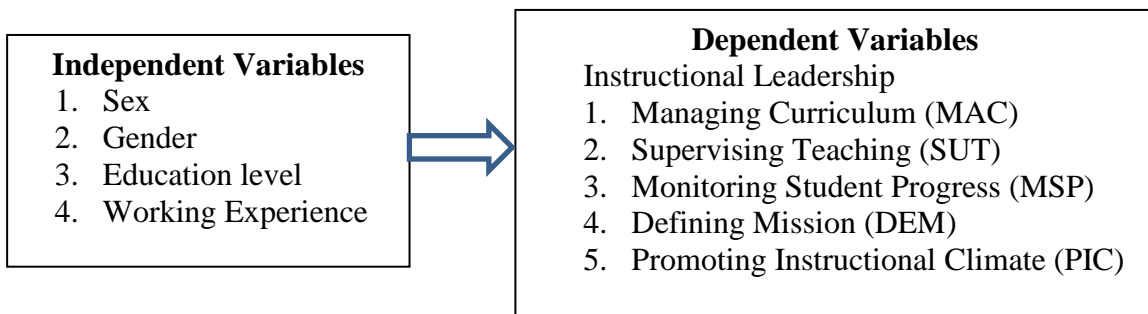 Independent Variables
1. Sex
2. Gender
3. Education level
4. Working Experience
Dependent Variables
Instructional Leadership
1. Managing Curriculum (MAC)
2. Supervising Teaching (SUT)
3. Monitoring Student Progress (MSP)
4. Defining Mission (DEM)
5. Promoting Instructional Climate (PIC)